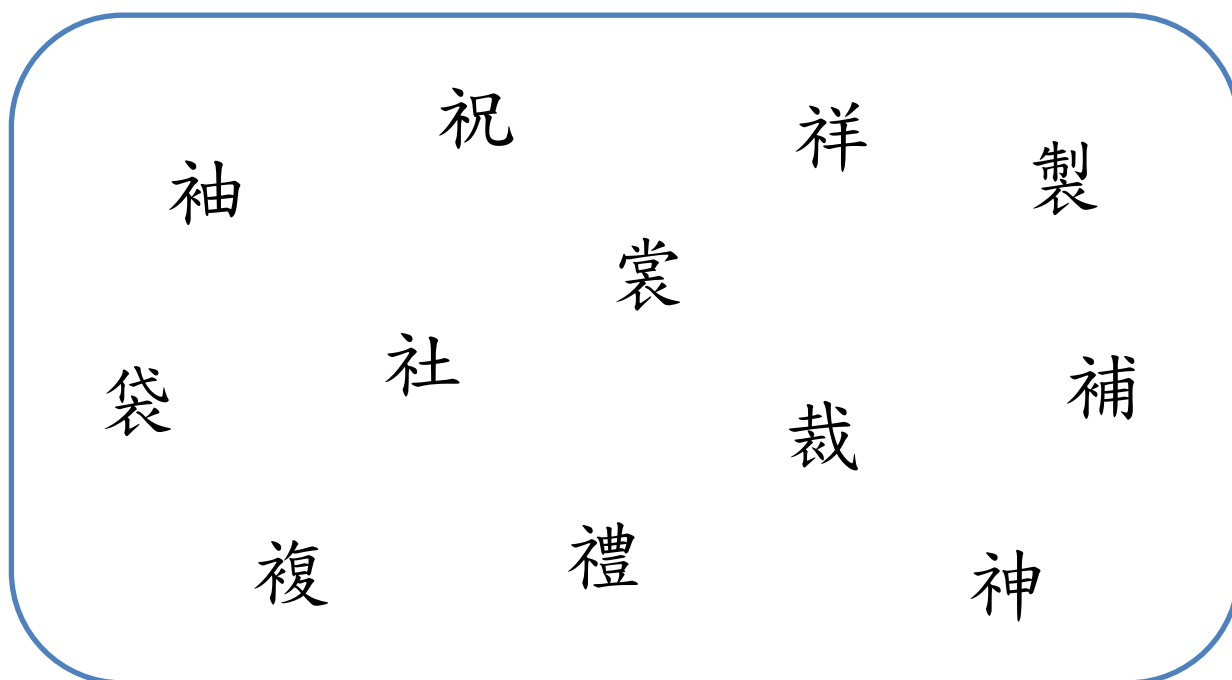 祝
祥
製
袖
裳
社
袋
補
裁
禮
複
神